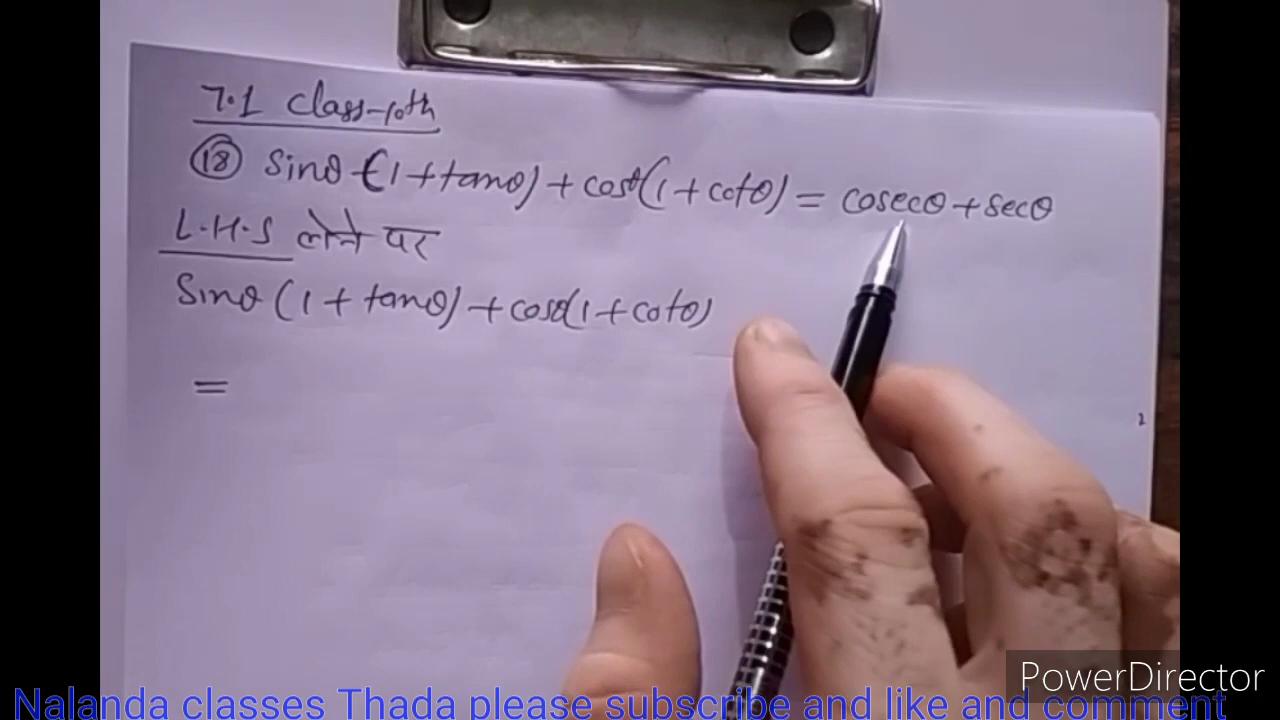 7.1 Class-10th
(18) Sinθ (1+tanθ)+cosθ(1+cotθ) = cosecθ+secθ
L.H.S लेने पर
Sinθ (1+tanθ)+cosθ(1+cotθ)
=
2
PowerDirector
Nalanda classes Thada please subscribe and like and comment